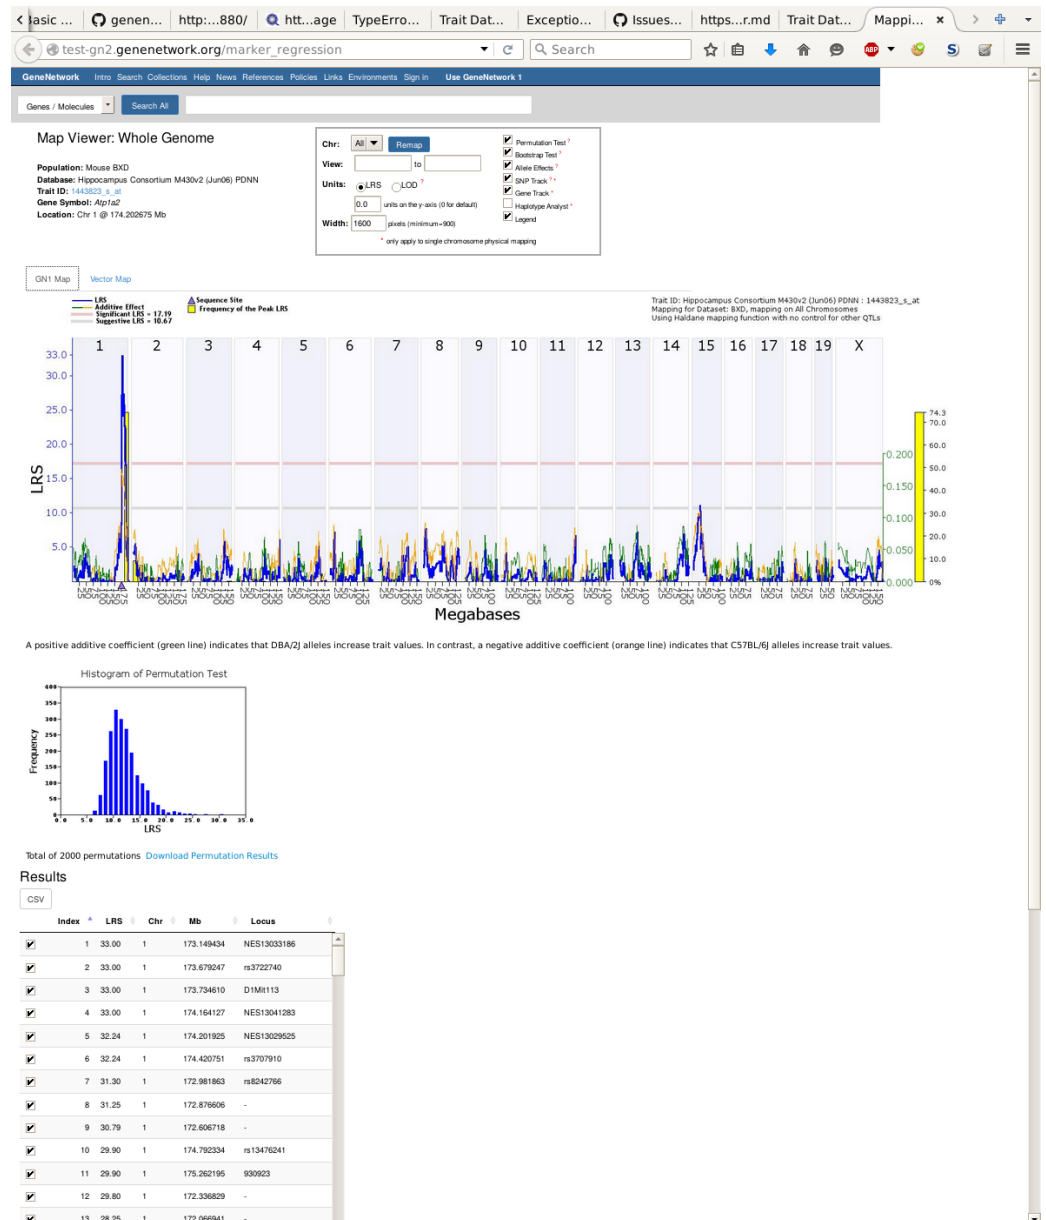 Basic ... genen... http:...880/ htt...age TypeErro... Trait Dat... Exceptio... Issues... https...r.md Trait Dat... Mappi...
test-gn2.genenetwork.org/marker_regression Search ABP S
GeneNetwork Intro Search Collections Help News References Policies Links Environments Sign in Use GeneNetwork 1
Genes / Molecules Search All
Map Viewer: Whole Genome
Population: Mouse BXD
Database: Hippocampus Consortium M430v2 (Jun06) PDNN
Trait ID: 1443823_s_at
Gene Symbol: Atp1a2
Location: Chr 1 @ 174.202675 Mb
Chr: All Remap
View: to
Units: LRS LOD ?
0.0 units on the y-axis (0 for default)
Width: 1600 pixels (minimum=900)
Permutation Test ?
Bootstrap Test ?
Allele Effects ?
SNP Track ? *
Gene Track *
Haplotype Analyst *
Legend
* only apply to single chromosome physical mapping
GN1 Map Vector Map
LRS
Additive Effect
Significant LRS = 17.19
Suggestive LRS = 10.67
Sequence Site
Frequency of the Peak LRS
Trait ID: Hippocampus Consortium M430v2 (Jun06) PDNN : 1443823_s_at
Mapping for Dataset: BXD, mapping on All Chromosomes
Using Haldane mapping function with no control for other QTLs
1 2 3 4 5 6 7 8 9 10 11 12 13 14 15 16 17 18 19 X
33.0
30.0
25.0
20.0
15.0
10.0
5.0
LRS
0.200
0.150
0.100
0.050
0.000
74.3
70.0
60.0
50.0
40.0
30.0
20.0
10.0
0%
Megabases
A positive additive coefficient (green line) indicates that DBA/2J alleles increase trait values. In contrast, a negative additive coefficient (orange line) indicates that C57BL/6J alleles increase trait values.
Histogram of Permutation Test
400
350
300
250
200
150
100
50
0
Frequency
0.0 5.0 10.0 15.0 20.0 25.0 30.0 35.0
LRS
Total of 2000 permutations Download Permutation Results
Results
CSV
Index LRS Chr Mb Locus
1 33.00 1 173.149434 NES13033186
2 33.00 1 173.679247 rs3722740
3 33.00 1 173.734610 D1Mit113
4 33.00 1 174.164127 NES13041283
5 32.24 1 174.201925 NES13029525
6 32.24 1 174.420751 rs3707910
7 31.30 1 172.981863 rs8242766
8 31.25 1 172.876606 -
9 30.79 1 172.606718 -
10 29.90 1 174.792334 rs13476241
11 29.90 1 175.262195 930923
12 29.80 1 172.336829 -
13 28.25 1 172.066941 -